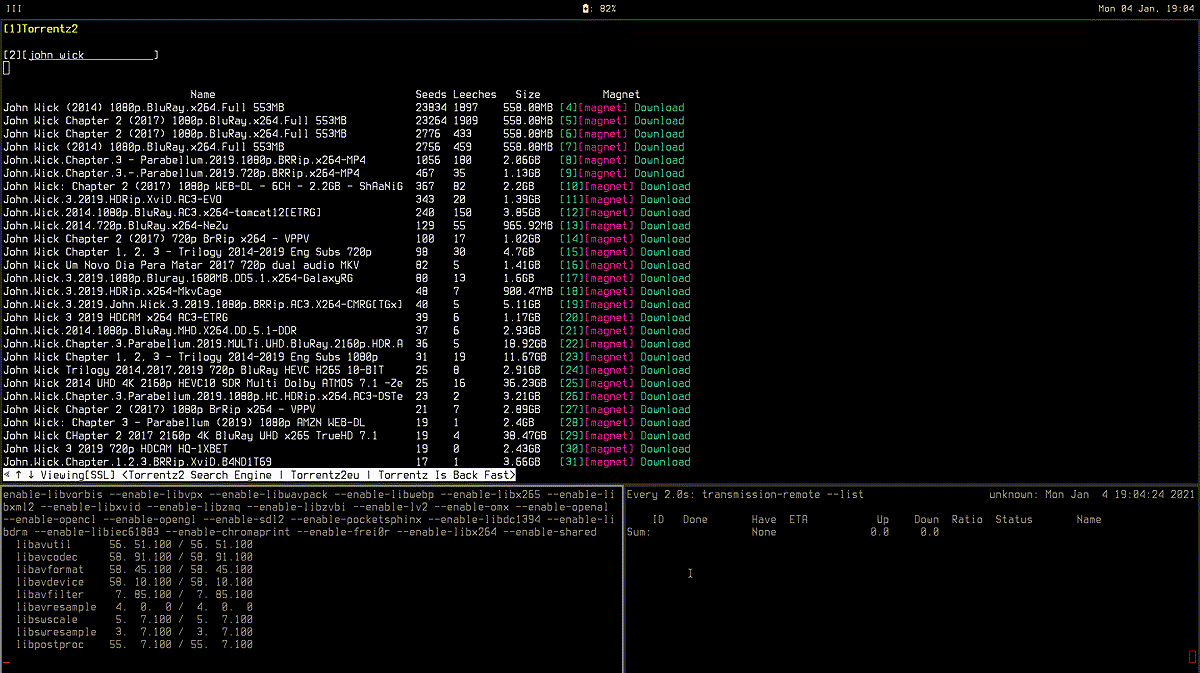 III 82% Mon 04 Jan, 19:04
[1]Torrentz2
[2][john wick______________]
Name Seeds Leeches Size Magnet
John Wick (2014) 1080p.BluRay.x264.Full 553MB 23834 1897 558.08MB [4][magnet] Download
John Wick Chapter 2 (2017) 1080p.BluRay.x264.Full 553MB 23264 1909 558.08MB [5][magnet] Download
John Wick Chapter 2 (2017) 1080p.BluRay.x264.Full 553MB 2776 433 558.08MB [6][magnet] Download
John Wick (2014) 1080p.BluRay.x264.Full 553MB 2756 459 558.08MB [7][magnet] Download
John.Wick.Chapter.3 - Parabellum.2019.1080p.BRRip.x264-MP4 1056 180 2.06GB [8][magnet] Download
John.Wick.Chapter.3.-.Parabellum.2019.720p.BRRip.x264-MP4 467 35 1.13GB [9][magnet] Download
John Wick: Chapter 2 (2017) 1080p WEB-DL - 6CH - 2.2GB - ShAaNiG 367 82 2.2GB [10][magnet] Download
John.Wick.3.2019.HDRip.XviD.AC3-EVO 343 20 1.39GB [11][magnet] Download
John.Wick.2014.1080p.BluRay.AC3.x264-tomcat12[ETRG] 240 150 3.85GB [12][magnet] Download
John.Wick.2014.720p.BluRay.x264-NeZu 129 55 965.92MB [13][magnet] Download
John Wick Chapter 2 (2017) 720p BrRip x264 - VPPV 100 17 1.02GB [14][magnet] Download
John Wick Chapter 1, 2, 3 - Trilogy 2014-2019 Eng Subs 720p 98 30 4.7GB [15][magnet] Download
John Wick Um Novo Dia Para Matar 2017 720p dual audio MKV 82 5 1.41GB [16][magnet] Download
John.Wick.3.2019.1080p.Bluray.1600MB.DD5.1.x264-GalaxyRG 80 13 1.66GB [17][magnet] Download
John.Wick.3.2019.HDRip.x264-MkvCage 48 7 900.47MB [18][magnet] Download
John.Wick.3.2019.John.Wick.3.2019.1080p.BRRip.AC3.X264-CMRG[TGx] 40 5 5.11GB [19][magnet] Download
John Wick 3 2019 HDCAM x264 AC3-ETRG 39 6 1.17GB [20][magnet] Download
John.Wick.2014.1080p.BluRay.MHD.X264.DD.5.1-DDR 37 6 2.93GB [21][magnet] Download
John.Wick.Chapter.3.Parabellum.2019.MULTi.UHD.BluRay.2160p.HDR.A 36 5 18.92GB [22][magnet] Download
John Wick Chapter 1, 2, 3 - Trilogy 2014-2019 Eng Subs 1080p 31 19 11.67GB [23][magnet] Download
John Wick Trilogy 2014,2017,2019 720p BluRay HEVC H265 10-BIT 25 8 2.91GB [24][magnet] Download
John Wick 2014 UHD 4K 2160p HEVC10 SDR Multi Dolby ATMOS 7.1 -Ze 25 16 36.23GB [25][magnet] Download
John.Wick.Chapter.3.Parabellum.2019.1080p.HC.HDRip.x264.AC3-DSTe 23 2 3.21GB [26][magnet] Download
John Wick Chapter 2 (2017) 1080p BrRip x264 - VPPV 21 7 2.09GB [27][magnet] Download
John Wick: Chapter 3 - Parabellum (2019) 1080p AMZN WEB-DL 19 1 2.4GB [28][magnet] Download
John Wick CHapter 2 2017 2160p 4K BluRay UHD x265 TrueHD 7.1 19 4 38.47GB [29][magnet] Download
John Wick 3 2019 720p HDCAM HQ-1XBET 19 0 2.43GB [30][magnet] Download
John.Wick.Chapter.1.2.3.BRRip.XviD.B4ND1T69 17 1 3.66GB [31][magnet] Download
«↑↓ Viewing[SSL] <Torrentz2 Search Engine | Torrentz2eu | Torrentz Is Back Fast>
enable-libvorbis --enable-libvpx --enable-libwavpack --enable-libwebp --enable-libx265 --enable-li
bxml2 --enable-libxvid --enable-libzmq --enable-libzvbi --enable-lv2 --enable-omx --enable-openal
--enable-opencl --enable-opengl --enable-sdl2 --enable-pocketsphinx --enable-libdc1394 --enable-li
bdrm --enable-libiec61883 --enable-chromaprint --enable-frei0r --enable-libx264 --enable-shared
libavutil 56. 51.100 / 56. 51.100
libavcodec 58. 91.100 / 58. 91.100
libavformat 58. 45.100 / 58. 45.100
libavdevice 58. 10.100 / 58. 10.100
libavfilter 7. 85.100 / 7. 85.100
libavresample 4. 0. 0 / 4. 0. 0
libswscale 5. 7.100 / 5. 7.100
libswresample 3. 7.100 / 3. 7.100
libpostproc 55. 7.100 / 55. 7.100
Every 2.0s: transmission-remote --list unknown: Mon Jan 4 19:04:24 2021
ID Done Have ETA Up Down Ratio Status Name
Sum: None 0.0 0.0